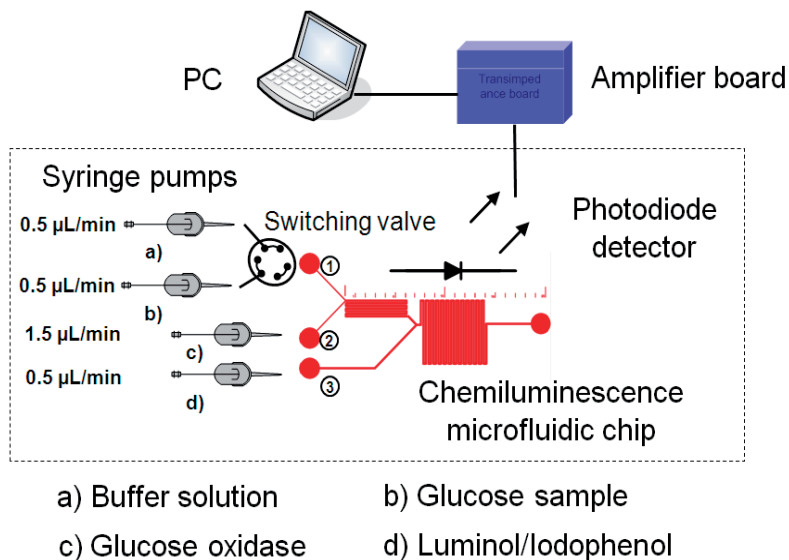 PC
Transimped
ance board
Amplifier board
Syringe pumps
0.5 µL/min
a)
Switching valve
Photodiode
detector
0.5 µL/min
b)
1
1.5 µL/min
c)
2
0.5 µL/min
d)
3
Chemiluminescence
microfluidic chip
a) Buffer solution
b) Glucose sample
c) Glucose oxidase
d) Luminol/Iodophenol